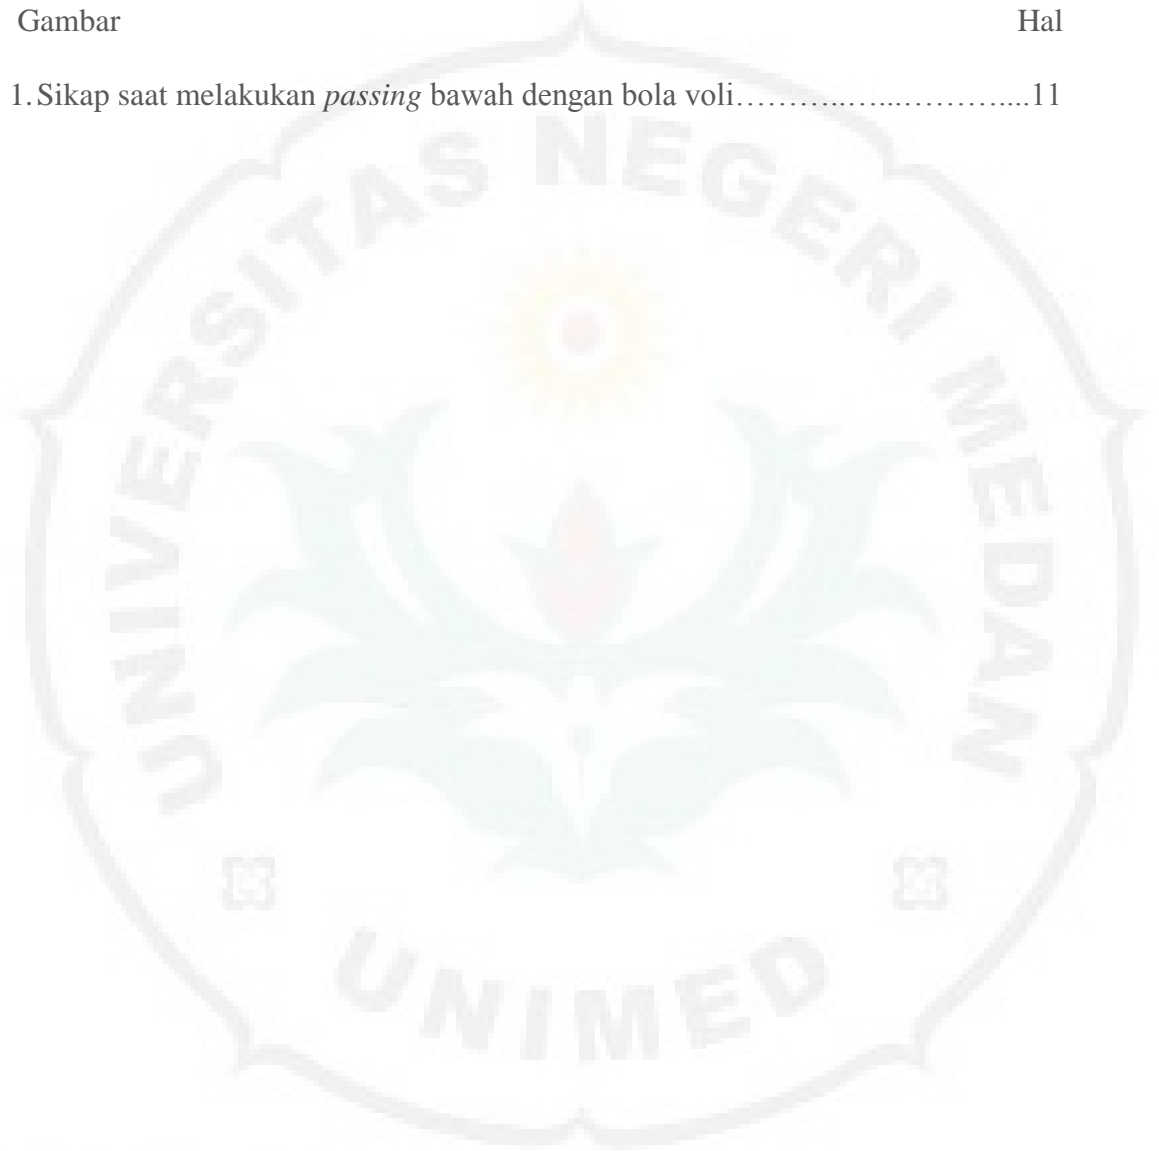 Gambar Hal
1. Sikap saat melakukan passing bawah dengan bola voli………...…...………....11
UNIVERSITAS NEGERI MEDAN
UNIMED